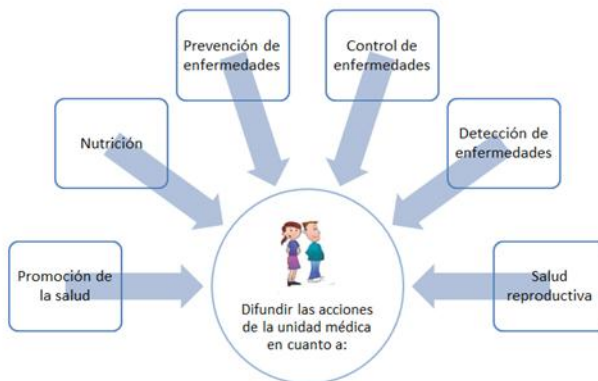 Prevención de
enfermedades
Control de
enfermedades
Nutrición
Detección de
enfermedades
Promoción de
la salud
Salud
reproductiva
Difundir las acciones
de la unidad médica
en cuanto a: